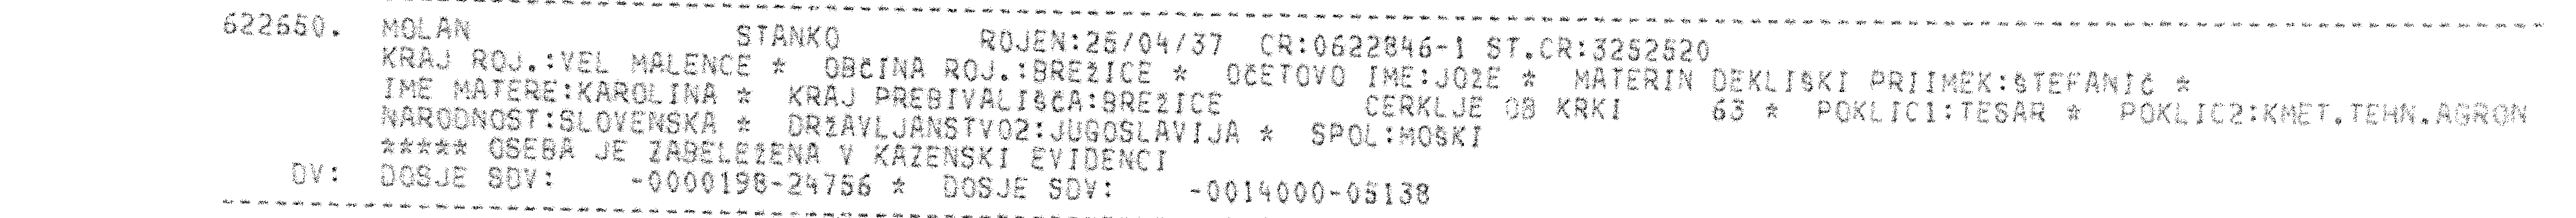 622650. MOLAN STANKO ROJEN:25/04/37 CR:0622846-1 ST.CR:3252520
KRAJ ROJ.:VEL MALENCE * OBČINA ROJ.:BREŽICE * OČETOVO IME:JOŽE * MATERIN DEKLIŠKI PRIIMEK:ŠTEFANIČ *
IME MATERE:KAROLINA * KRAJ PREBIVALIŠČA:BREŽICE CERKLJE OB KRKI 63 * POKLIC1:TESAR * POKLIC2:KMET.TEHN.AGRON
NARODNOST:SLOVENSKA * DRŽAVLJANSTVO2:JUGOSLAVIJA * SPOL:MOŠKI
***** OSEBA JE ZABELEŽENA V KAZENSKI EVIDENCI
DV: DOSJE SDV: -0000198-24756 * DOSJE SDV: -0014000-05138